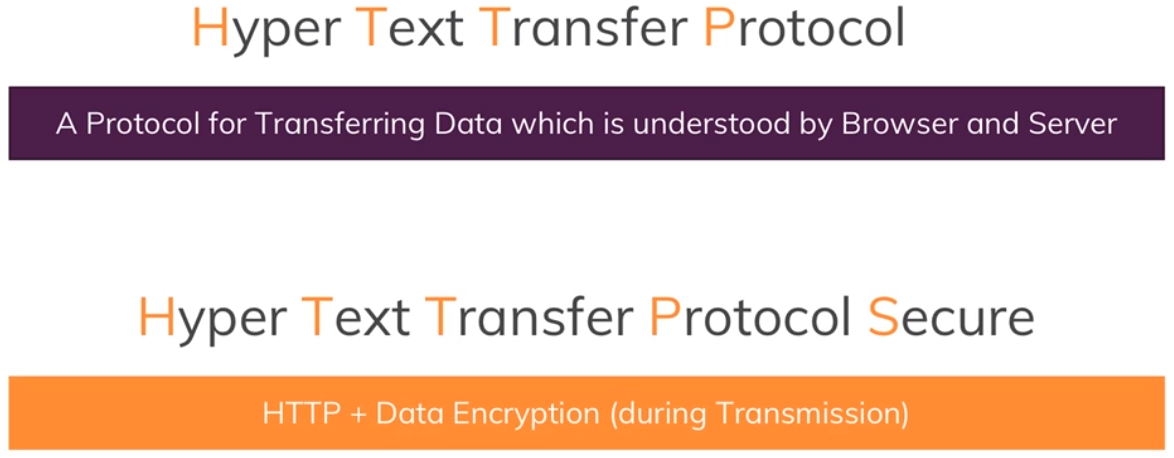 Hyper Text Transfer Protocol
A Protocol for Transferring Data which is understood by Browser and Server
Hyper Text Transfer Protocol Secure
HTTP + Data Encryption (during Transmission)